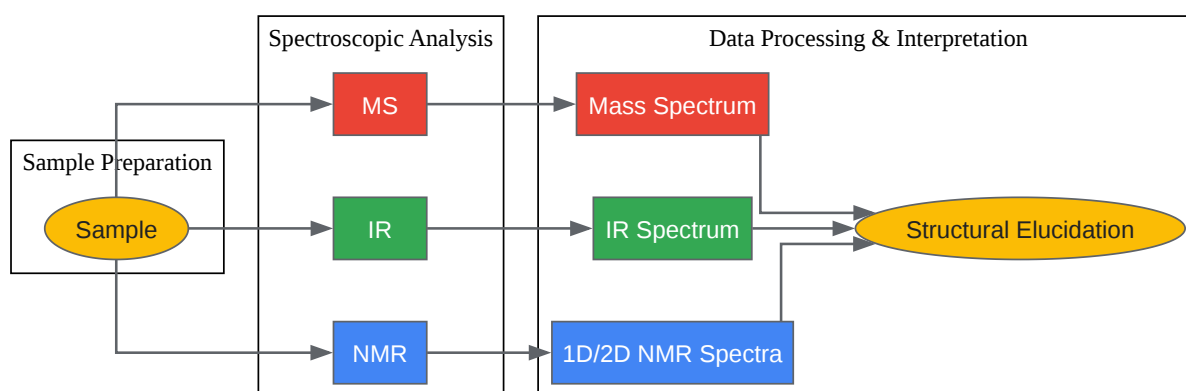 Spectroscopic Analysis
Data Processing & Interpretation
MS
Mass Spectrum
Sample Preparation
Sample
IR
IR Spectrum
Structural Elucidation
NMR
1D/2D NMR Spectra